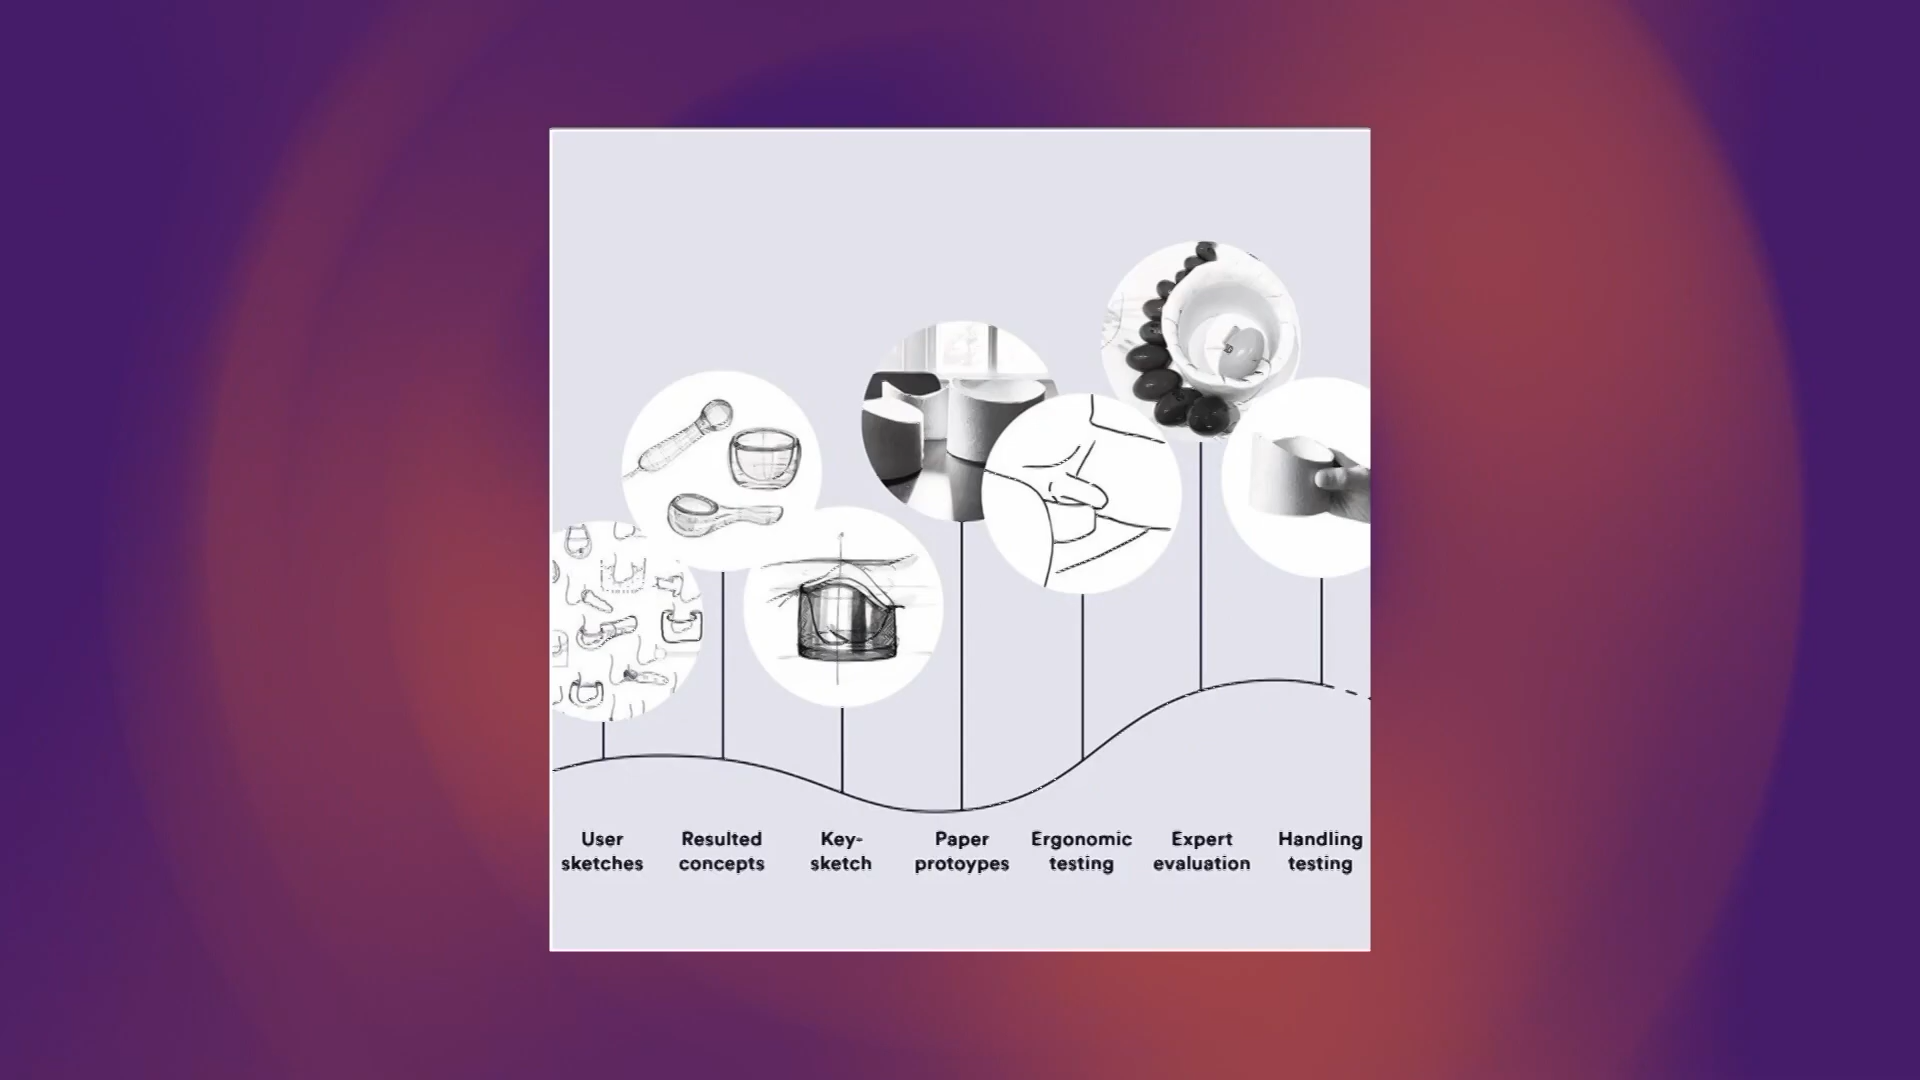 User
sketches
Resulted
concepts
Key-
sketch
Paper
protoypes
Ergonomic
testing
Expert
evaluation
Handling
testing